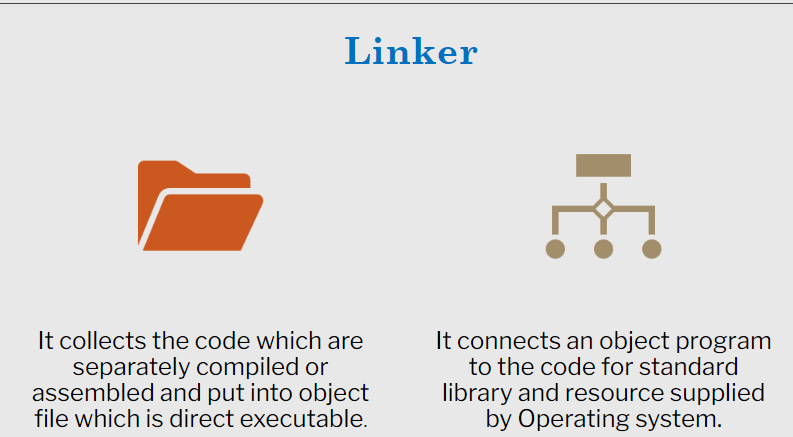 Linker
It collects the code which are
separately compiled or
assembled and put into object
file which is direct executable.
It connects an object program
to the code for standard
library and resource supplied
by Operating system.